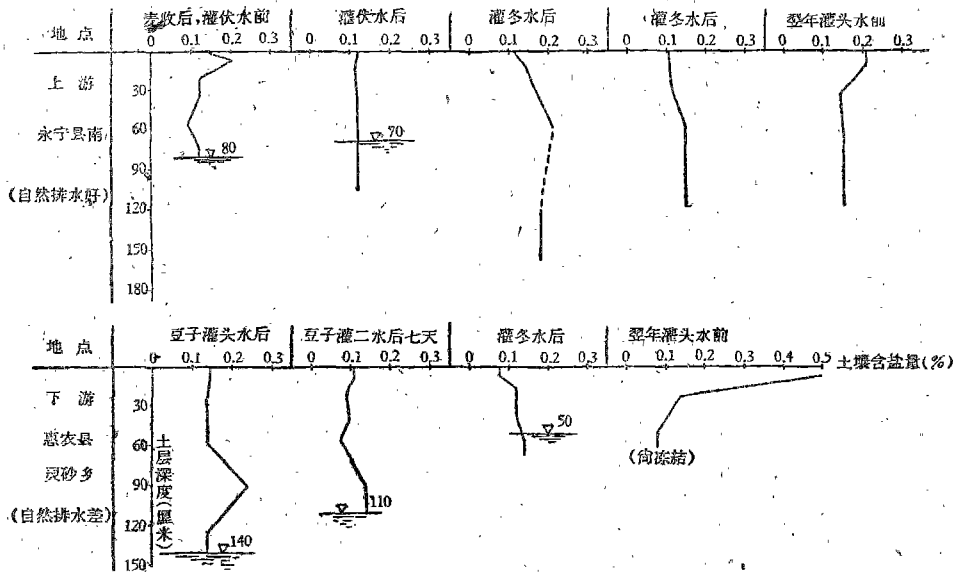 地点 麦收后,灌伏水前 灌伏水后 灌冬水后 灌冬水后 翌年灌头水前
0 0.1 0.2 0.3 0 0.1 0.2 0.3 0 0.1 0.2 0.3 0 0.1 0.2 0.3 0 0.1 0.2 0.3
上游
30
永宁县南
60
70
80
90
(自然排水好)
120
150
180
地点 豆子灌头水后 豆子灌二水后七天 灌冬水后 翌年灌头水前
0 0.1 0.2 0.3 0 0.1 0.2 0.3 0 0.1 0.2 0.3 0 0.1 0.2 0.3 0.5 土壤含盐量(%)
下游
30
50
惠农县
60
(尚冻结)
灵砂乡
90
(自然排水差)
110
120
140
150
土层深度(厘米)